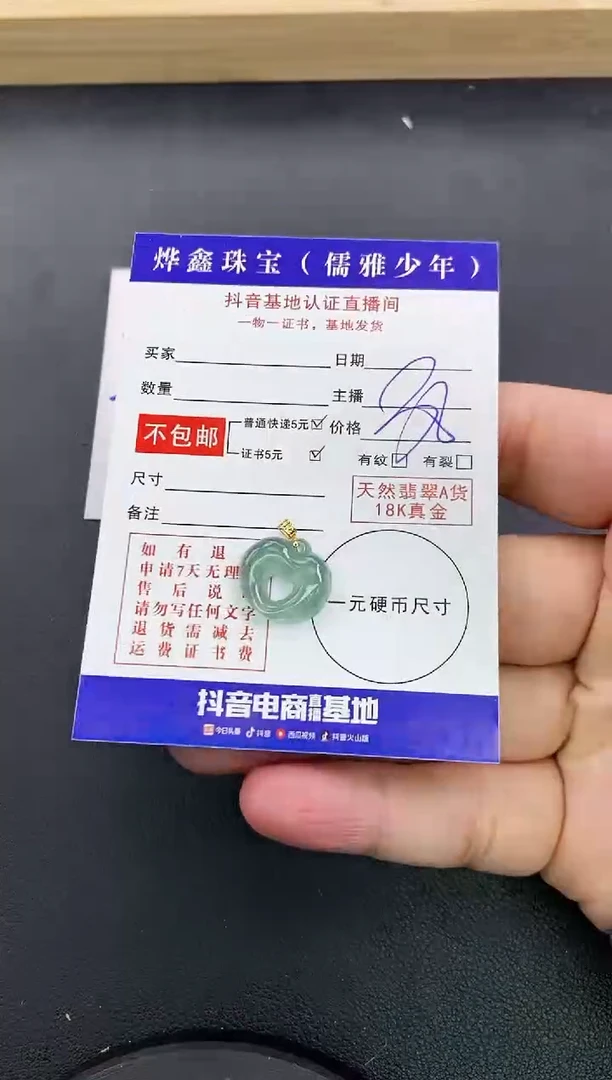 烨鑫珠宝（儒雅少年）
抖音基地认证直播间
一物一证书，基地发货
买家
日期
数量
主播
不包邮
普通快递5元
证书5元
价格
有纹
有裂
尺寸
天然翡翠A货
18K真金
备注
如有退
申请7天无理
售后说
请勿写任何文字
退货需减去
运费证书费
一元硬币尺寸
抖音电商直播基地
今日头条
抖音
西瓜视频
抖音火山版